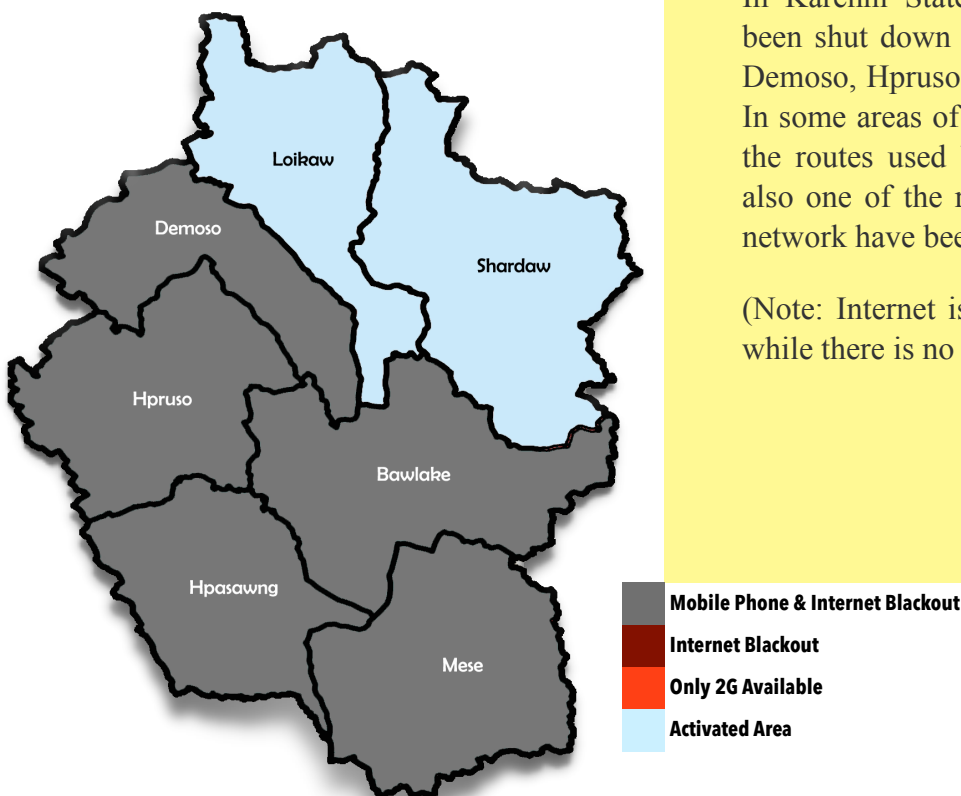 In Karenni State
been shut down
Demoso, Hpruso
In some areas of
the routes used
also one of the
network have
(Note: Internet
while there is no
Loikaw
Demoso
Shardaw
Hpruso
Bawlake
Hpasawng
Mese
Mobile Phone & Internet Blackout
Internet Blackout
Only 2G Available
Activated Area